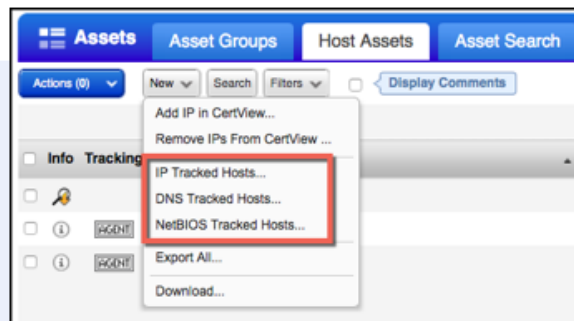 Assets Asset Groups Host Assets Asset Search
Actions (0) New Search Filters Display Comments
Add IP in CertView...
Remove IPs From CertView ...
Info Tracking
IP Tracked Hosts...
DNS Tracked Hosts...
AGENT NetBIOS Tracked Hosts...
AGENT Export All...
Download...